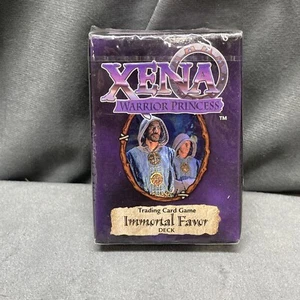 XENA
WARRIOR PRINCESS
TM
Trading Card Game
Immortal Favor
DECK